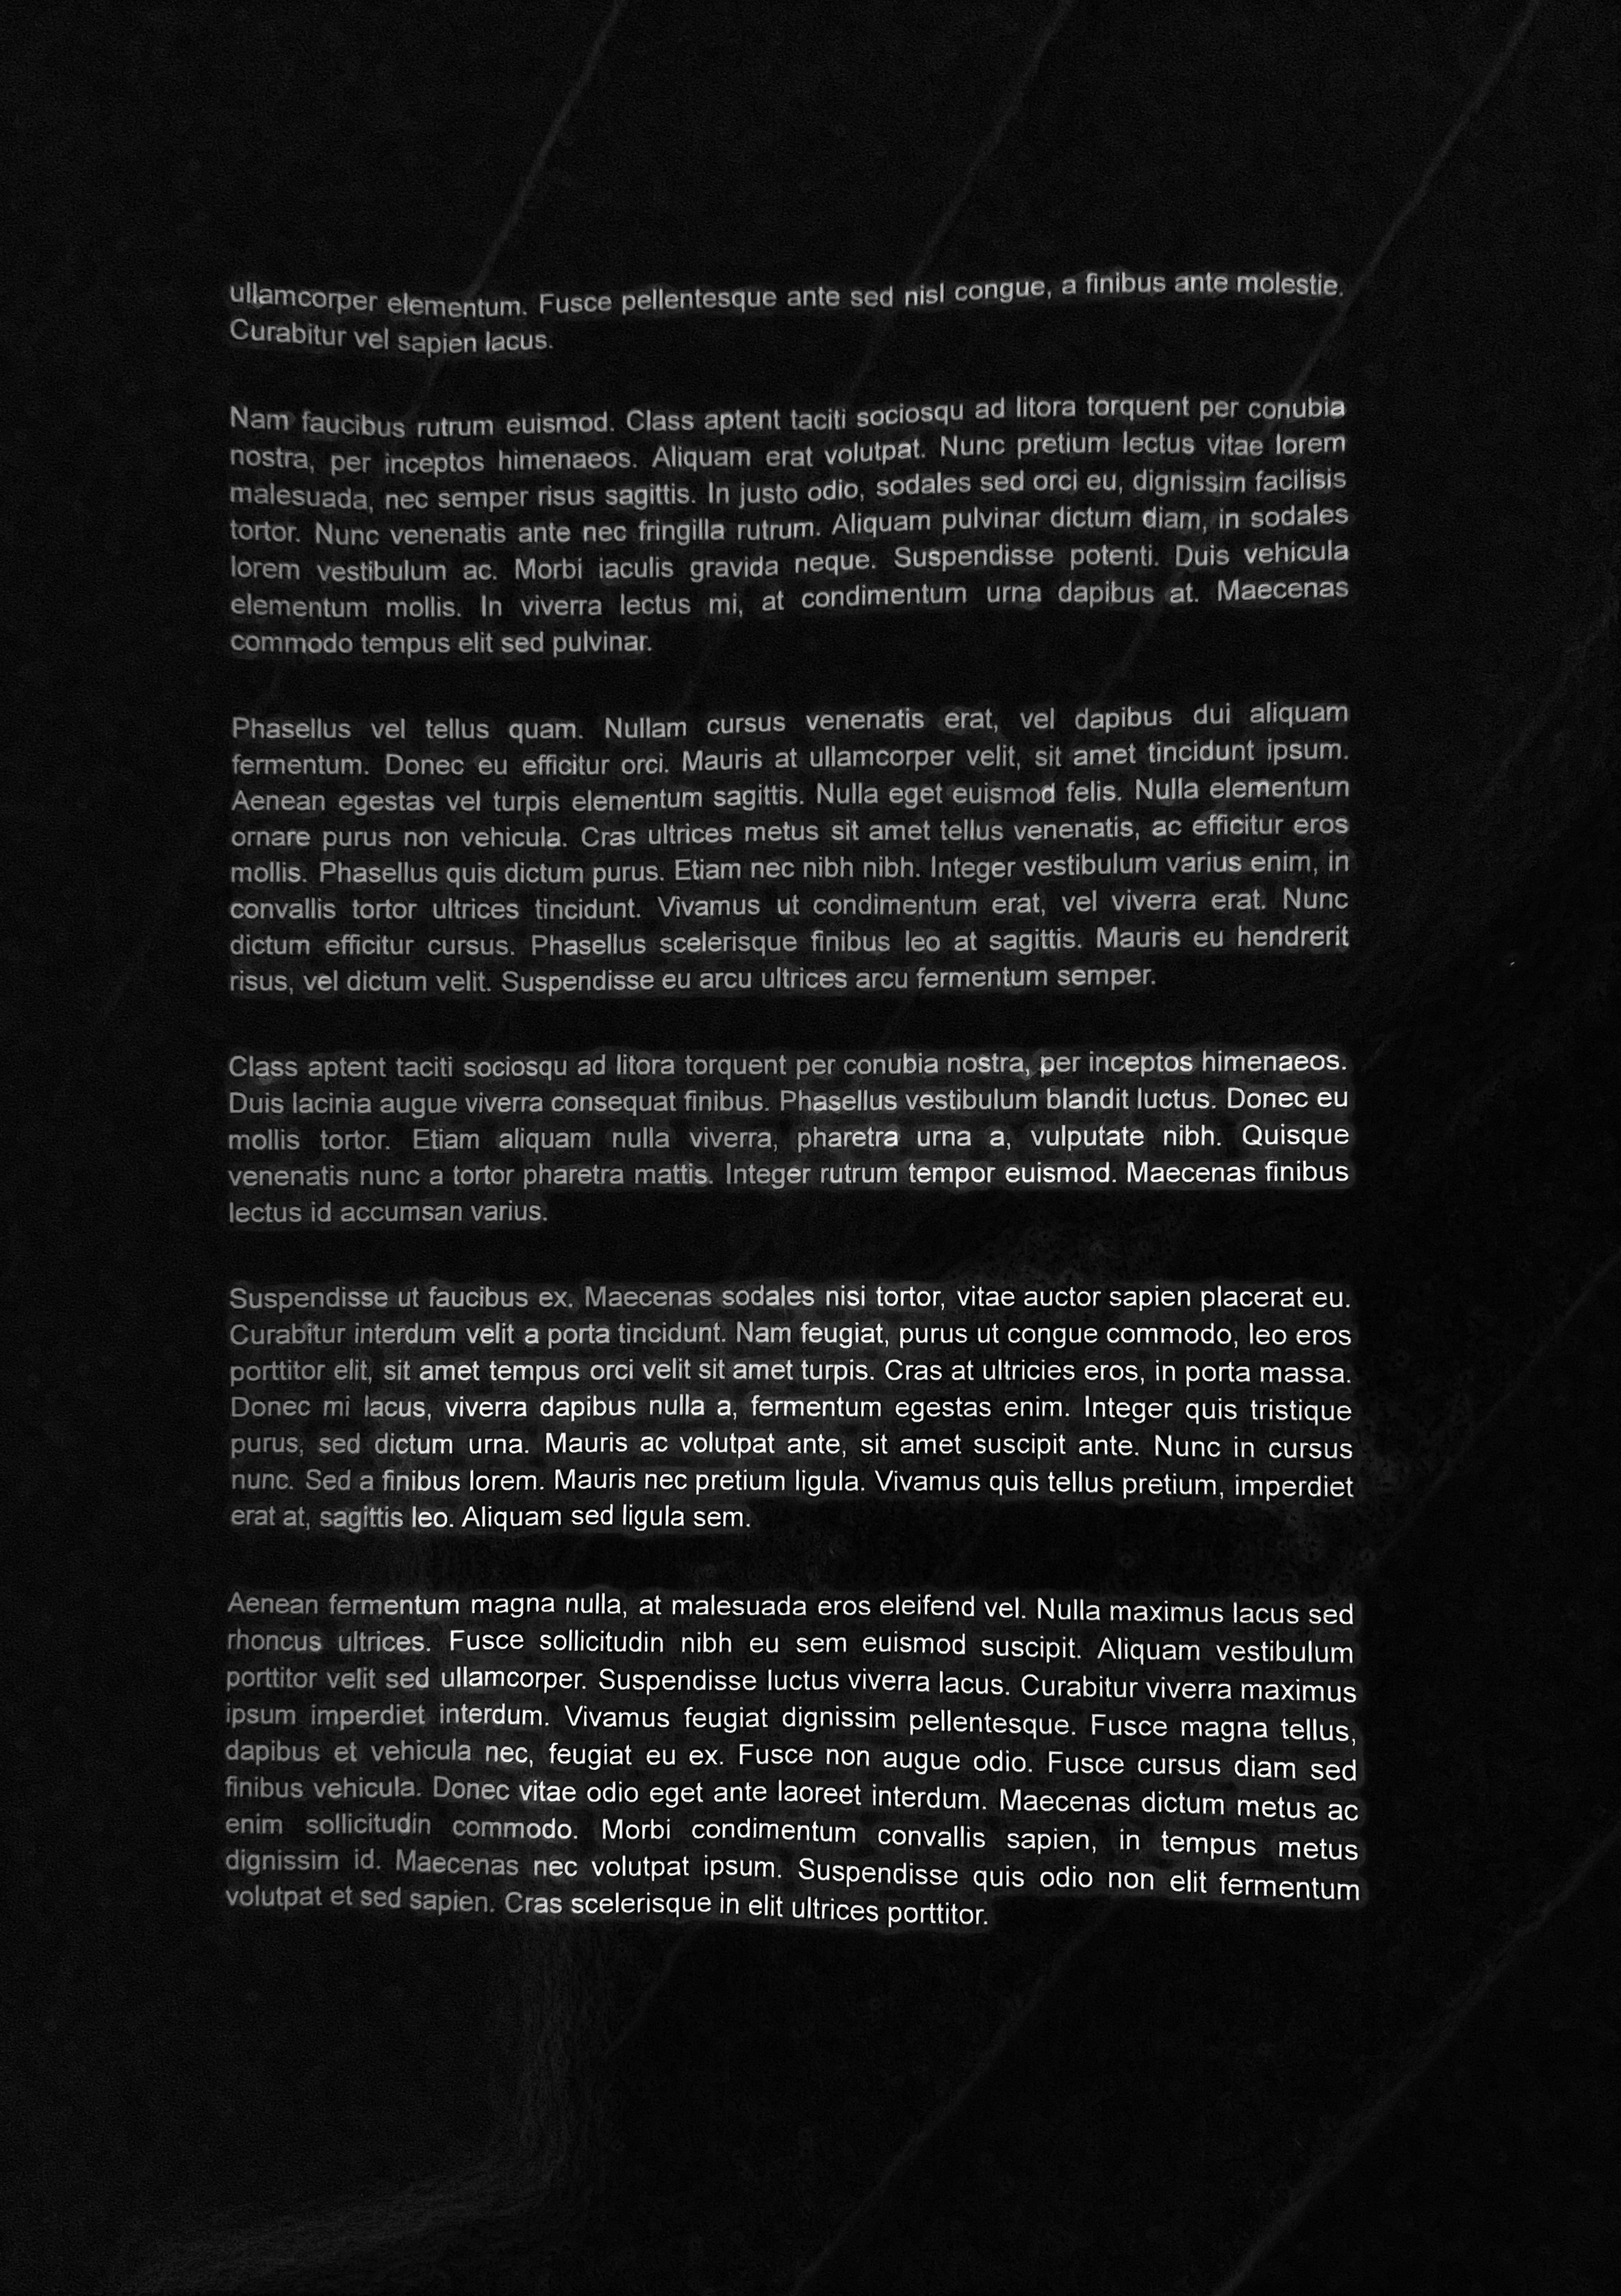 ullamcorper elementum. Fusce pellentesque ante sed nisl congue, a finibus ante molestie.
Curabitur vel sapien lacus.
Nam faucibus rutrum euismod. Class aptent taciti sociosqu ad litora torquent per conubia
nostra, per inceptos himenaeos. Aliquam erat volutpat. Nunc pretium lectus vitae lorem
malesuada, nec semper risus sagittis. In justo odio, sodales sed orci eu, dignissim facilisis
tortor. Nunc venenatis ante nec fringilla rutrum. Aliquam pulvinar dictum diam, in sodales
lorem vestibulum ac. Morbi iaculis gravida neque. Suspendisse potenti. Duis vehicula
elementum mollis. In viverra lectus mi, at condimentum urna dapibus at. Maecenas
commodo tempus elit sed pulvinar.
Phasellus vel tellus quam. Nullam cursus venenatis erat, vel dapibus dui aliquam
fermentum. Donec eu efficitur orci. Mauris at ullamcorper velit, sit amet tincidunt ipsum.
Aenean egestas vel turpis elementum sagittis. Nulla eget euismod felis. Nulla elementum
ornare purus non vehicula. Cras ultrices metus sit amet tellus venenatis, ac efficitur eros
mollis. Phasellus quis dictum purus. Etiam nec nibh nibh. Integer vestibulum varius enim, in
convallis tortor ultrices tincidunt. Vivamus ut condimentum erat, vel viverra erat. Nunc
dictum efficitur cursus. Phasellus scelerisque finibus leo at sagittis. Mauris eu hendrerit
risus, vel dictum velit. Suspendisse eu arcu ultrices arcu fermentum semper.
Class aptent taciti sociosqu ad litora torquent per conubia nostra, per inceptos himenaeos.
Duis lacinia augue viverra consequat finibus. Phasellus vestibulum blandit luctus. Donec eu
mollis tortor. Etiam aliquam nulla viverra, pharetra urna a, vulputate nibh. Quisque
venenatis nunc a tortor pharetra mattis. Integer rutrum tempor euismod. Maecenas finibus
lectus id accumsan varius.
Suspendisse ut faucibus ex. Maecenas sodales nisi tortor, vitae auctor sapien placerat eu.
Curabitur interdum velit a porta tincidunt. Nam feugiat, purus ut congue commodo, leo eros
porttitor elit, sit amet tempus orci velit sit amet turpis. Cras at ultricies eros, in porta massa.
Donec mi lacus, viverra dapibus nulla a, fermentum egestas enim. Integer quis tristique
purus, sed dictum urna. Mauris ac volutpat ante, sit amet suscipit ante. Nunc in cursus
nunc. Sed a finibus lorem. Mauris nec pretium ligula. Vivamus quis tellus pretium, imperdiet
erat at, sagittis leo. Aliquam sed ligula sem.
Aenean fermentum magna nulla, at malesuada eros eleifend vel. Nulla maximus lacus sed
rhoncus ultrices. Fusce sollicitudin nibh eu sem euismod suscipit. Aliquam vestibulum
porttitor velit sed ullamcorper. Suspendisse luctus viverra lacus. Curabitur viverra maximus
ipsum imperdiet interdum. Vivamus feugiat dignissim pellentesque. Fusce magna tellus,
dapibus et vehicula nec, feugiat eu ex. Fusce non augue odio. Fusce cursus diam sed
finibus vehicula. Donec vitae odio eget ante laoreet interdum. Maecenas dictum metus ac
enim sollicitudin commodo. Morbi condimentum convallis sapien, in tempus metus
dignissim id. Maecenas nec volutpat ipsum. Suspendisse quis odio non elit fermentum
volutpat et sed sapien. Cras scelerisque in elit ultrices porttitor.